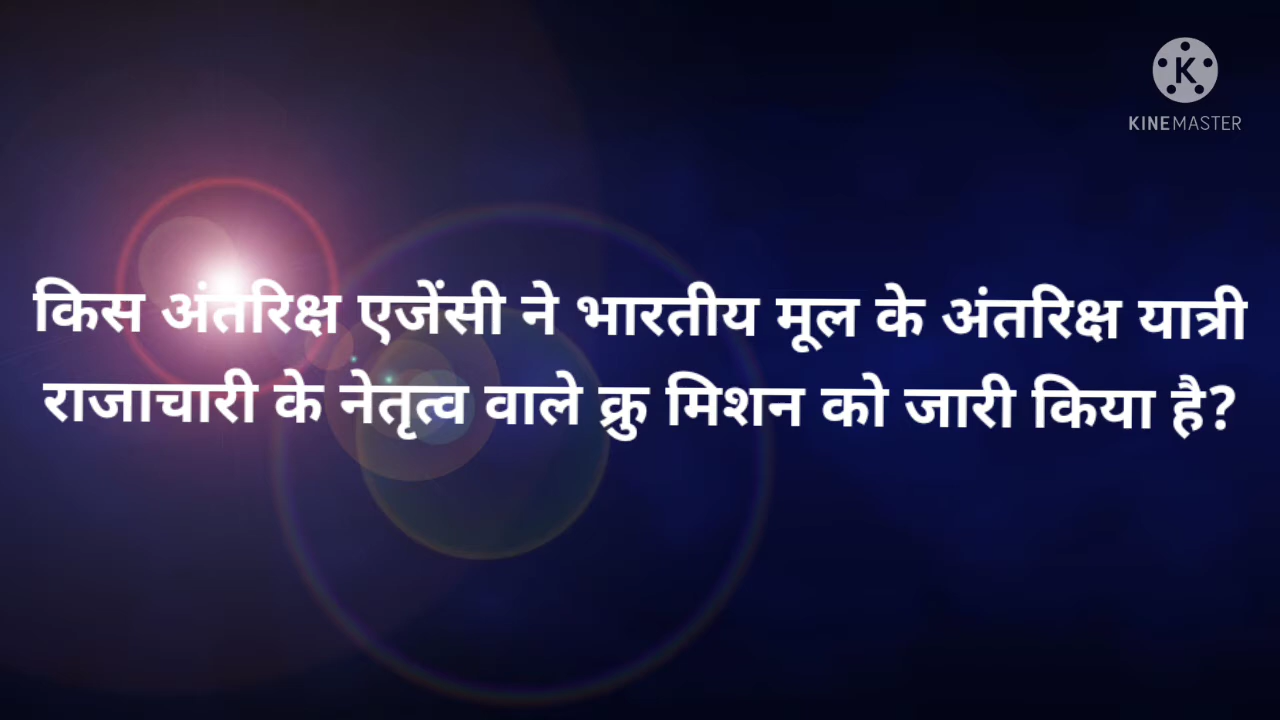 K
KINEMASTER
किस अंतरिक्ष एजेंसी ने भारतीय मूल के अंतरिक्ष यात्री
राजाचारी के नेतृत्व वाले क्रु मिशन को जारी किया है?